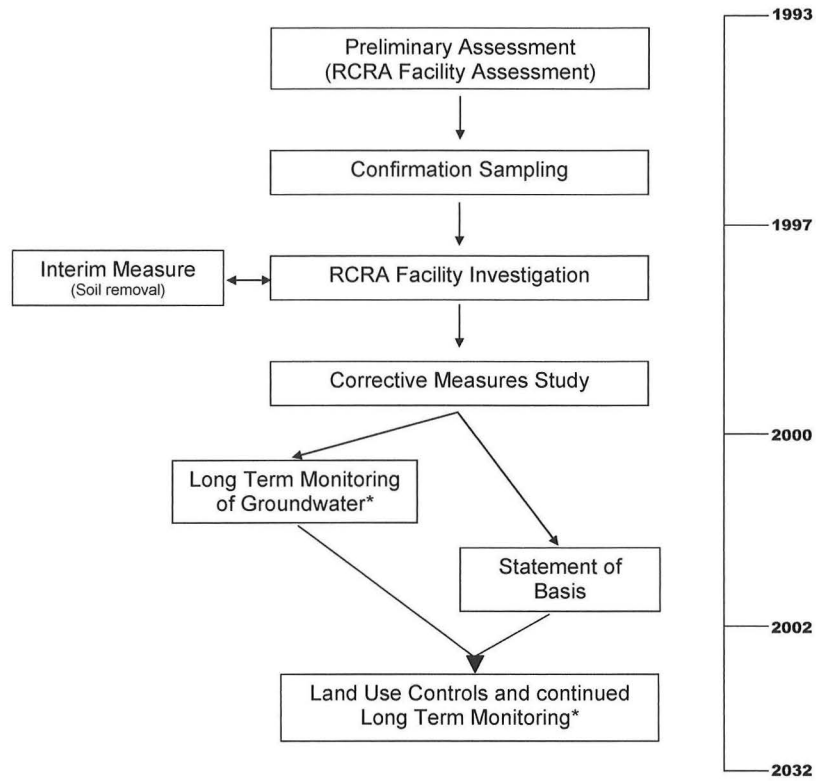 1993
Preliminary Assessment
(RCRA Facility Assessment)
Confirmation Sampling
1997
Interim Measure
(Soil removal)
RCRA Facility Investigation
Corrective Measures Study
2000
Long Term Monitoring
of Groundwater*
Statement of
Basis
2002
Land Use Controls and continued
Long Term Monitoring*
2032